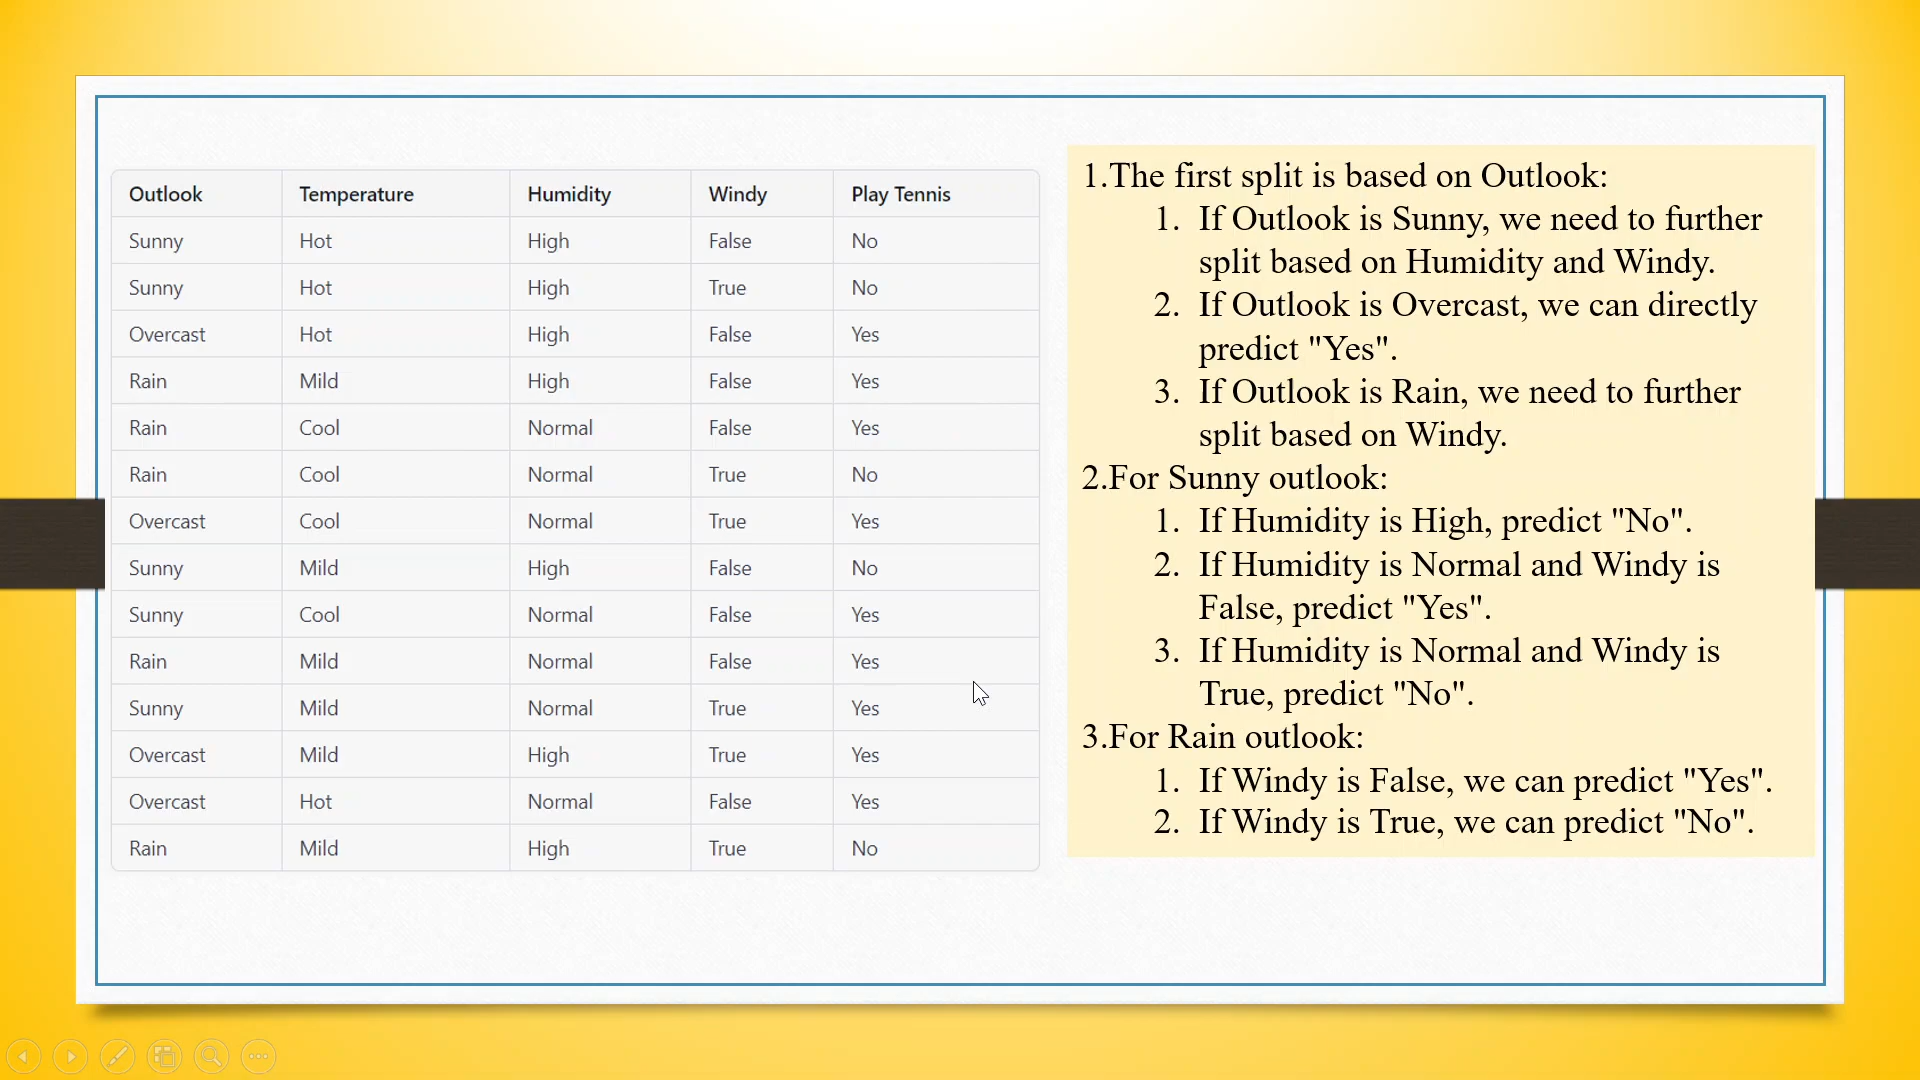 Outlook Temperature Humidity Windy Play Tennis
Sunny Hot High False No
Sunny Hot High True No
Overcast Hot High False Yes
Rain Mild High False Yes
Rain Cool Normal False Yes
Rain Cool Normal True No
Overcast Cool Normal True Yes
Sunny Mild High False No
Sunny Cool Normal False Yes
Rain Mild Normal False Yes
Sunny Mild Normal True Yes
Overcast Mild High True Yes
Overcast Hot Normal False Yes
Rain Mild High True No
1.The first split is based on Outlook:
1. If Outlook is Sunny, we need to further
split based on Humidity and Windy.
2. If Outlook is Overcast, we can directly
predict "Yes".
3. If Outlook is Rain, we need to further
split based on Windy.
2.For Sunny outlook:
1. If Humidity is High, predict "No".
2. If Humidity is Normal and Windy is
False, predict "Yes".
3. If Humidity is Normal and Windy is
True, predict "No".
3.For Rain outlook:
1. If Windy is False, we can predict "Yes".
2. If Windy is True, we can predict "No".